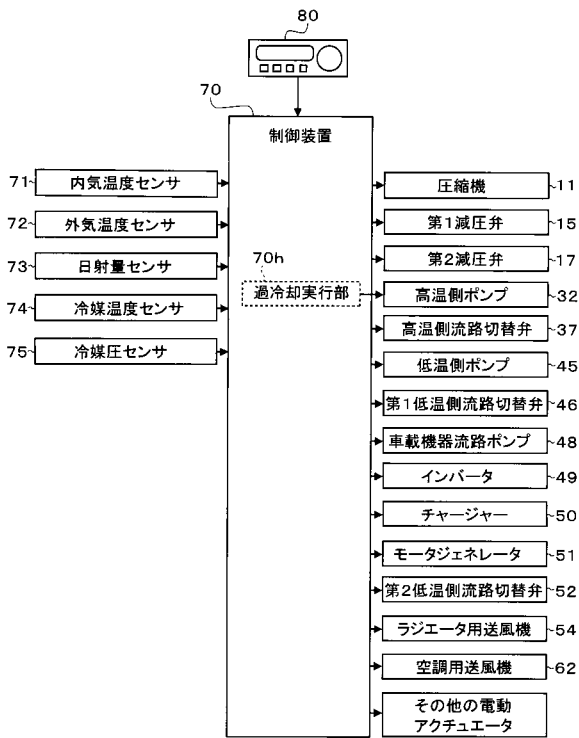 80
70
制御装置
71 内気温度センサ
72 外気温度センサ
73 日射量センサ
74 冷媒温度センサ
75 冷媒圧センサ
70h
過冷却実行部
圧縮機 11
第1減圧弁 15
第2減圧弁 17
高温側ポンプ 32
高温側流路切替弁 37
低温側ポンプ 45
第1低温側流路切替弁 46
車載機器流路ポンプ 48
インバータ 49
チャージャー 50
モータジェネレータ 51
第2低温側流路切替弁 52
ラジエータ用送風機 54
空調用送風機 62
その他の電動
アクチュエータ